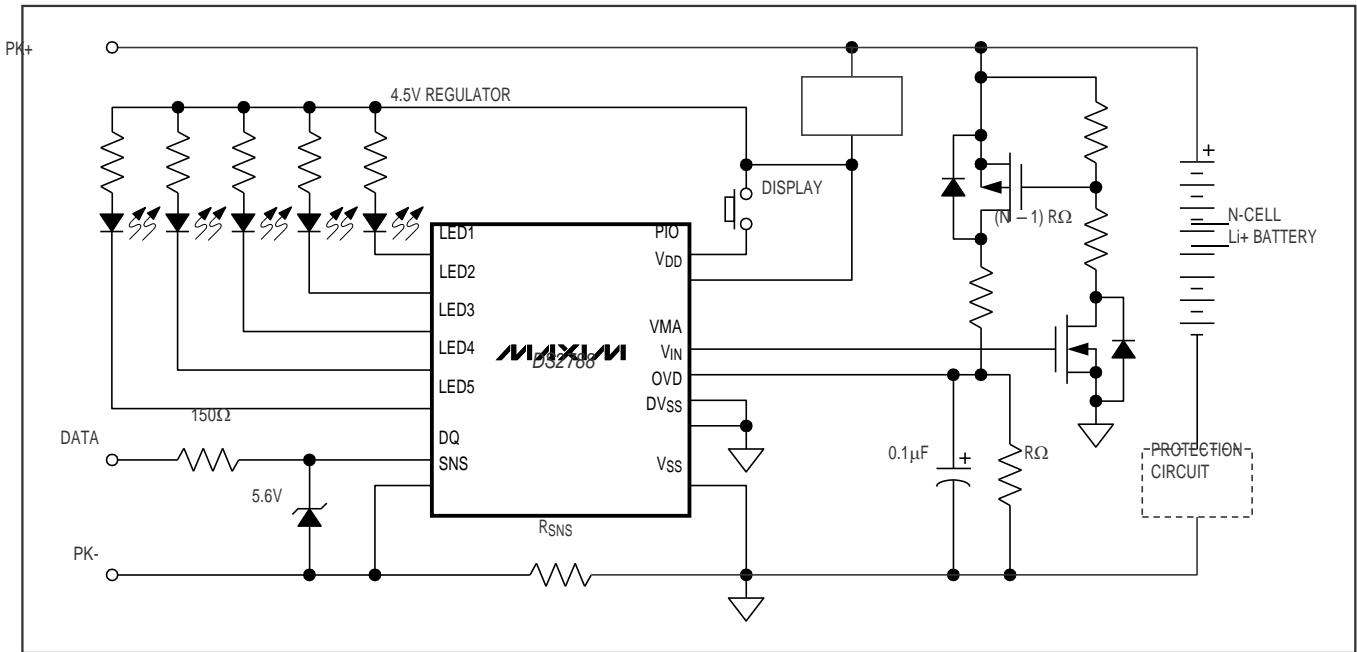 PK+
4.5V REGULATOR
DISPLAY
(N – 1) RΩ
N-CELL
Li+ BATTERY
LED1
LED2
LED3
LED4
LED5
PIO
VDD
VMA
VIN
OVD
DVSS
VSS
MAXIM
DS2788
150Ω
DATA
DQ
SNS
5.6V
PK-
RSNS
0.1μF
+
RΩ
+
PROTECTION
CIRCUIT